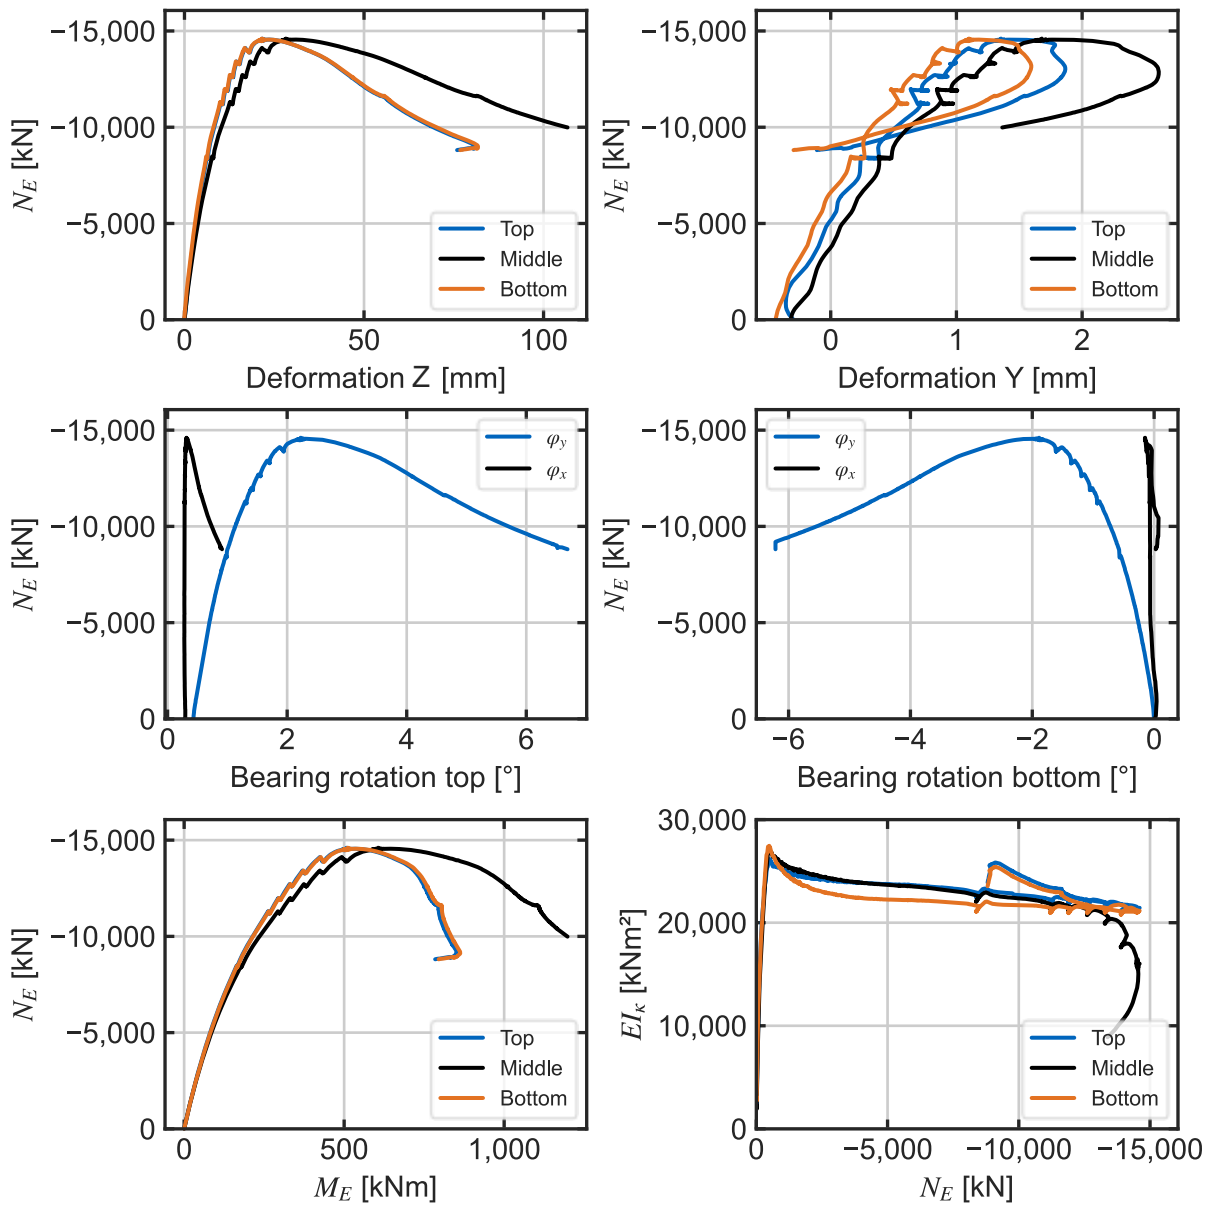 −15,000
−10,000
−5,000
0
N_E [kN]
0
50
100
Deformation Z [mm]
Top
Middle
Bottom
−15,000
−10,000
−5,000
0
N_E [kN]
0
1
2
Deformation Y [mm]
Top
Middle
Bottom
−15,000
−10,000
−5,000
0
N_E [kN]
0
2
4
6
Bearing rotation top [°]
φ_y
φ_x
−15,000
−10,000
−5,000
0
N_E [kN]
−6
−4
−2
0
Bearing rotation bottom [°]
φ_y
φ_x
−15,000
−10,000
−5,000
0
N_E [kN]
0
500
1,000
M_E [kNm]
Top
Middle
Bottom
30,000
20,000
10,000
0
EI_κ [kNm²]
0
−5,000
−10,000
−15,000
N_E [kN]
Top
Middle
Bottom